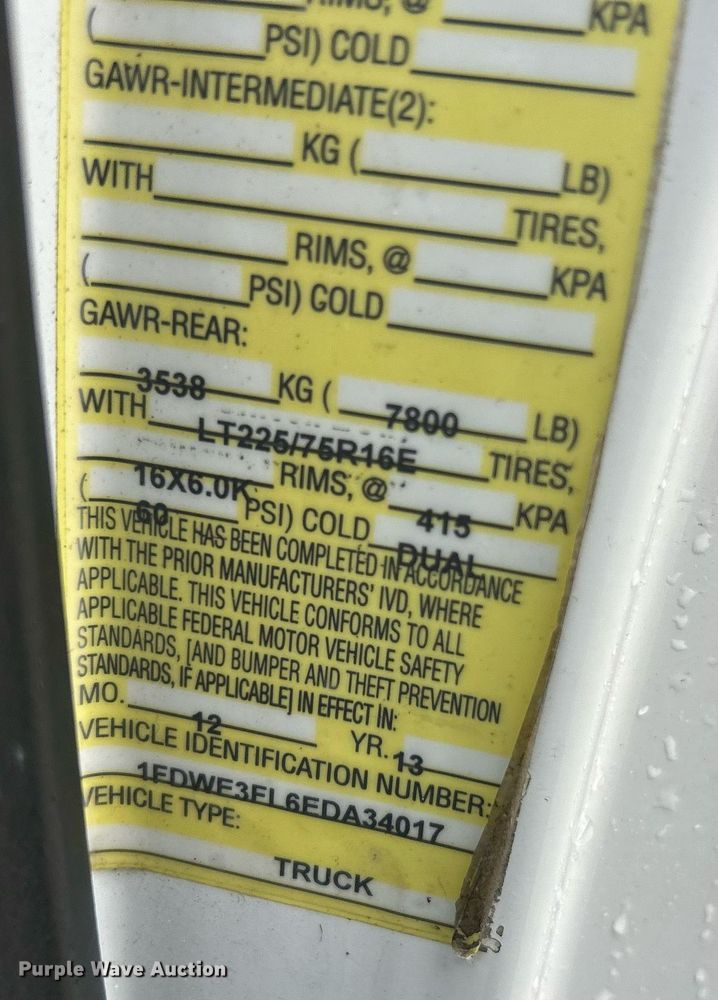 RIMS, @ KPA
( PSI) COLD
GAWR-INTERMEDIATE(2):
KG ( LB)
WITH TIRES,
RIMS, @ KPA
( PSI) COLD
GAWR-REAR:
3538 KG ( 7800 LB)
WITH LT225/75R16E TIRES,
16X6.0K RIMS, @ 415 KPA
( 60 PSI) COLD DUAL
THIS VEHICLE HAS BEEN COMPLETED IN ACCORDANCE
WITH THE PRIOR MANUFACTURERS' IVD, WHERE
APPLICABLE. THIS VEHICLE CONFORMS TO ALL
APPLICABLE FEDERAL MOTOR VEHICLE SAFETY
STANDARDS, [AND BUMPER AND THEFT PREVENTION
STANDARDS, IF APPLICABLE] IN EFFECT IN:
MO. 12 YR. 13
VEHICLE IDENTIFICATION NUMBER:
1FDWE3FL6EDA34017
VEHICLE TYPE:
TRUCK
Purple Wave Auction